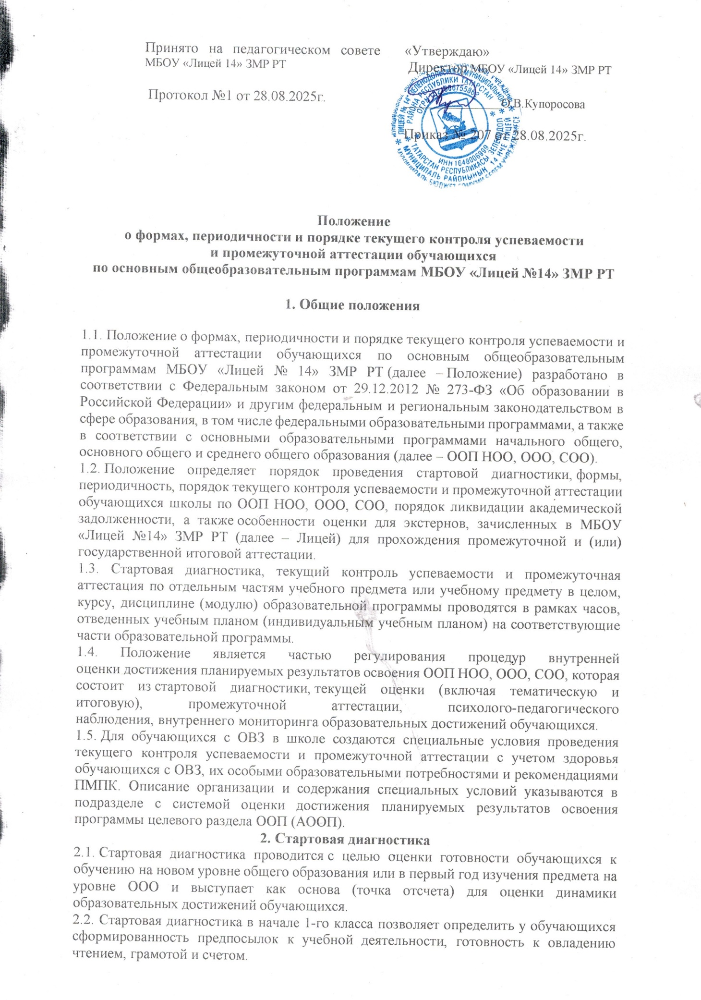 Принято на педагогическом совете
МБОУ «Лицей 14» ЗМР РТ
Протокол №1 от 28.08.2025г.
«Утверждаю»
Директор МБОУ «Лицей 14» ЗМР РТ
О.В.Купоросова
Приказ № 207 от 28.08.2025г.
ЛИЦЕЙ № 14* ЗЕЛЕНОДОЛЬСКОГО МУНИЦИПАЛЬНОГО
РАЙОНА РЕСПУБЛИКИ ТАТАРСТАН
ИНН 1648006999
ТАТАРСТАН РЕСПУБЛИКАСЫ
МУНИЦИПАЛЬ РАЙОНЫНЫҢ 14 НЧЕ ЛИЦЕЙ
Положение
о формах, периодичности и порядке текущего контроля успеваемости
и промежуточной аттестации обучающихся
по основным общеобразовательным программам МБОУ «Лицей №14» ЗМР РТ
1. Общие положения
1.1. Положение о формах, периодичности и порядке текущего контроля успеваемости и
промежуточной аттестации обучающихся по основным общеобразовательным
программам МБОУ «Лицей № 14» ЗМР РТ (далее – Положение) разработано в
соответствии с Федеральным законом от 29.12.2012 № 273-ФЗ «Об образовании в
Российской Федерации» и другим федеральным и региональным законодательством в
сфере образования, в том числе федеральными образовательными программами, а также
в соответствии с основными образовательными программами начального общего,
основного общего и среднего общего образования (далее – ООП НОО, ООО, СОО).
1.2. Положение определяет порядок проведения стартовой диагностики, формы,
периодичность, порядок текущего контроля успеваемости и промежуточной аттестации
обучающихся школы по ООП НОО, ООО, СОО, порядок ликвидации академической
задолженности, а также особенности оценки для экстернов, зачисленных в МБОУ
«Лицей №14» ЗМР РТ (далее – Лицей) для прохождения промежуточной и (или)
государственной итоговой аттестации.
1.3. Стартовая диагностика, текущий контроль успеваемости и промежуточная
аттестация по отдельным частям учебного предмета или учебному предмету в целом,
курсу, дисциплине (модулю) образовательной программы проводятся в рамках часов,
отведенных учебным планом (индивидуальным учебным планом) на соответствующие
части образовательной программы.
1.4. Положение является частью регулирования процедур внутренней
оценки достижения планируемых результатов освоения ООП НОО, ООО, СОО, которая
состоит из стартовой диагностики, текущей оценки (включая тематическую и
итоговую), промежуточной аттестации, психолого-педагогического
наблюдения, внутреннего мониторинга образовательных достижений обучающихся.
1.5. Для обучающихся с ОВЗ в школе создаются специальные условия проведения
текущего контроля успеваемости и промежуточной аттестации с учетом здоровья
обучающихся с ОВЗ, их особыми образовательными потребностями и рекомендациями
ПМПК. Описание организации и содержания специальных условий указываются в
подразделе с системой оценки достижения планируемых результатов освоения
программы целевого раздела ООП (АООП).
2. Стартовая диагностика
2.1. Стартовая диагностика проводится с целью оценки готовности обучающихся к
обучению на новом уровне общего образования или в первый год изучения предмета на
уровне ООО и выступает как основа (точка отсчета) для оценки динамики
образовательных достижений обучающихся.
2.2. Стартовая диагностика в начале 1-го класса позволяет определить у обучающихся
сформированность предпосылок к учебной деятельности, готовность к овладению
чтением, грамотой и счетом.